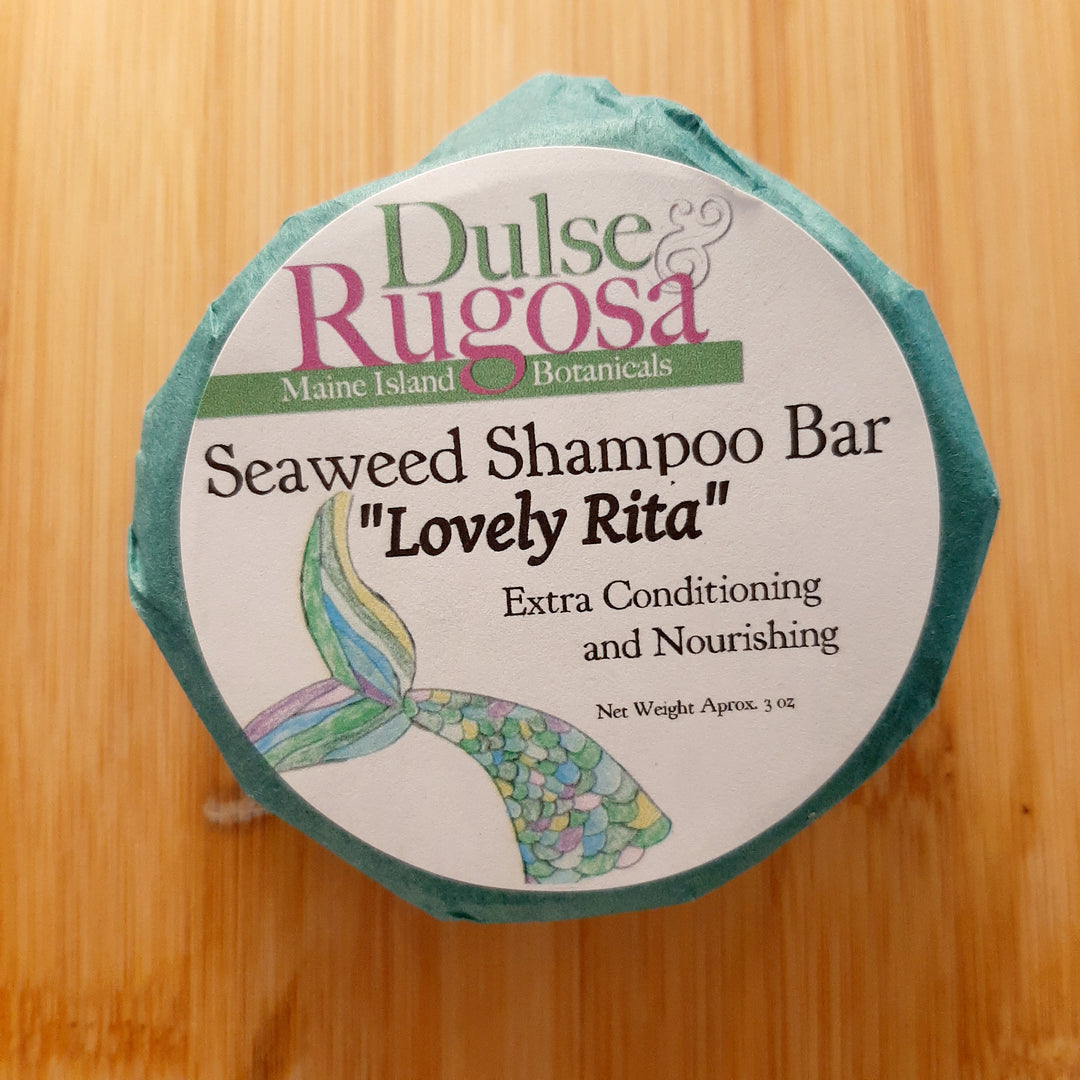 Dulse &
Rugosa
Maine Island Botanicals
Seaweed Shampoo Bar
"Lovely Rita"
Extra Conditioning
and Nourishing
Net Weight Aprox. 3 oz